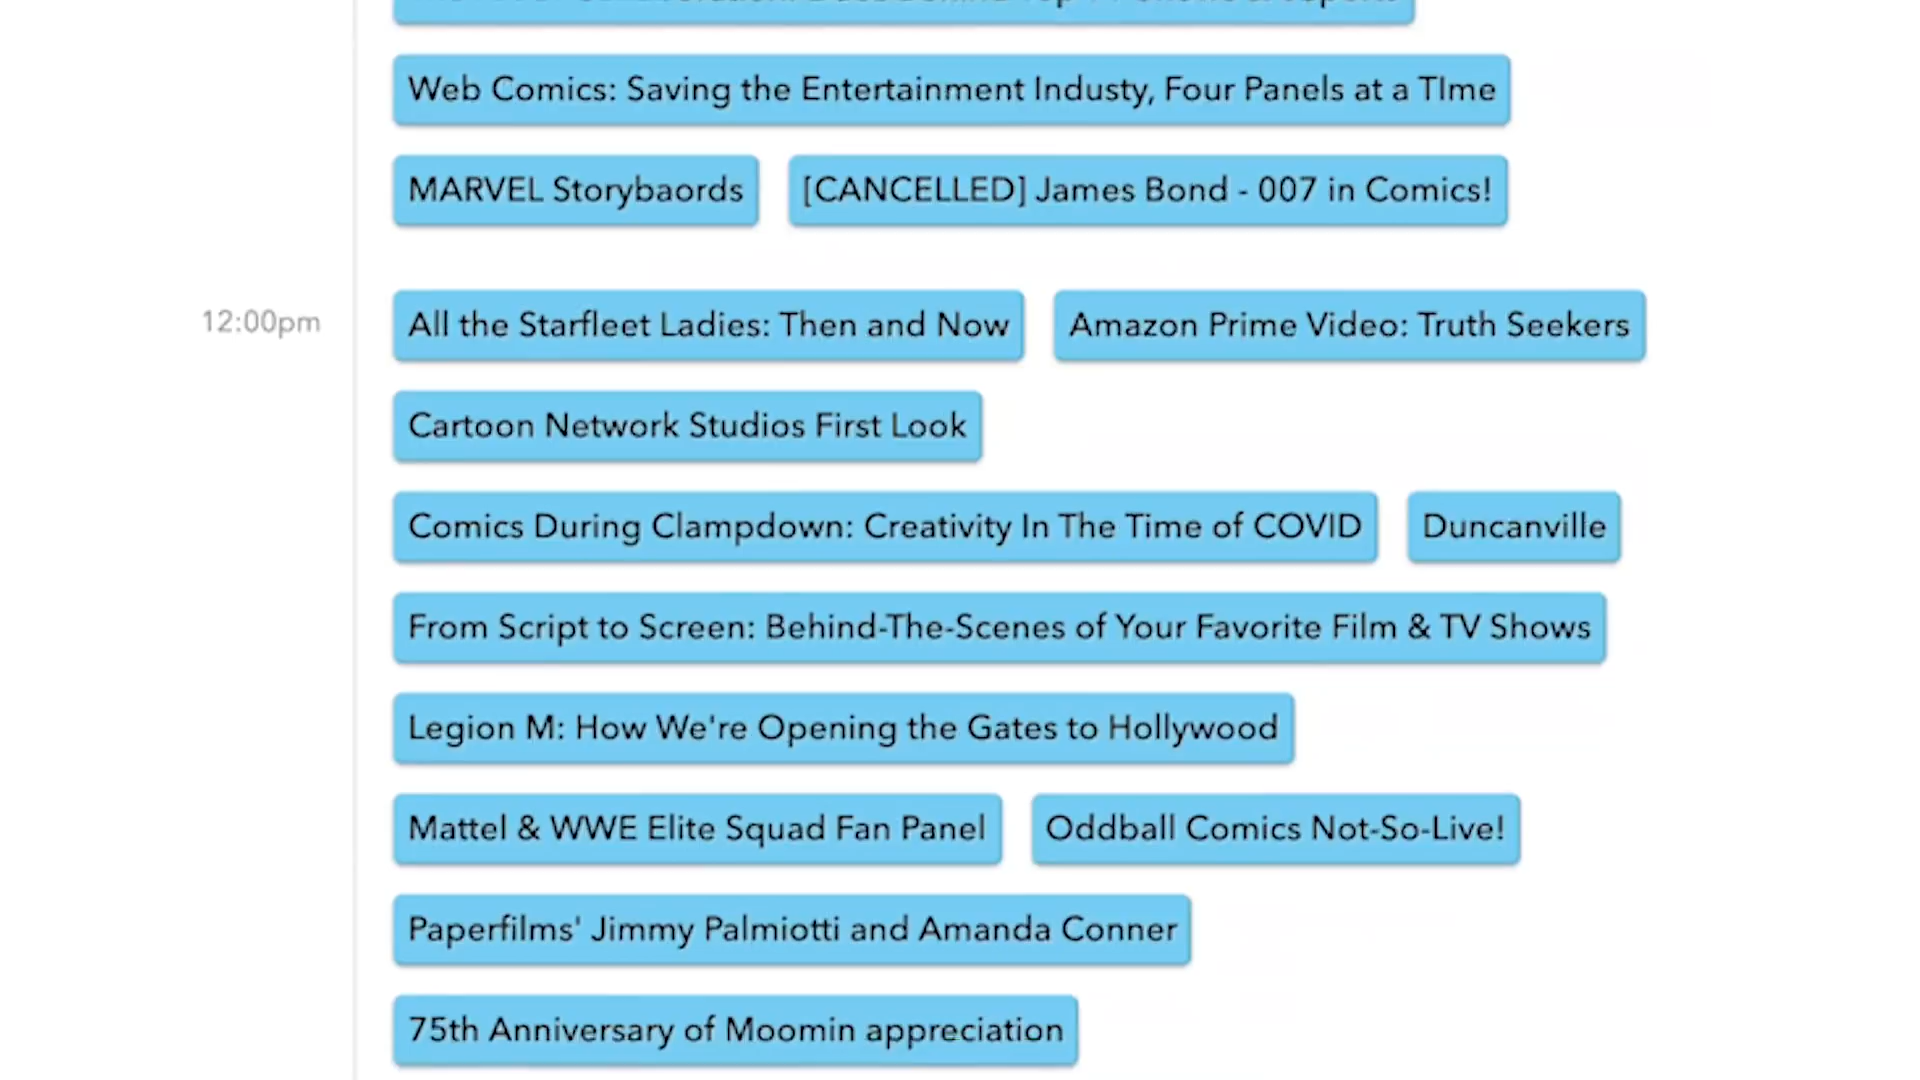 Web Comics: Saving the Entertainment Industy, Four Panels at a TIme
MARVEL Storybaords
[CANCELLED] James Bond - 007 in Comics!
12:00pm
All the Starfleet Ladies: Then and Now
Amazon Prime Video: Truth Seekers
Cartoon Network Studios First Look
Comics During Clampdown: Creativity In The Time of COVID
Duncanville
From Script to Screen: Behind-The-Scenes of Your Favorite Film & TV Shows
Legion M: How We're Opening the Gates to Hollywood
Mattel & WWE Elite Squad Fan Panel
Oddball Comics Not-So-Live!
Paperfilms' Jimmy Palmiotti and Amanda Conner
75th Anniversary of Moomin appreciation